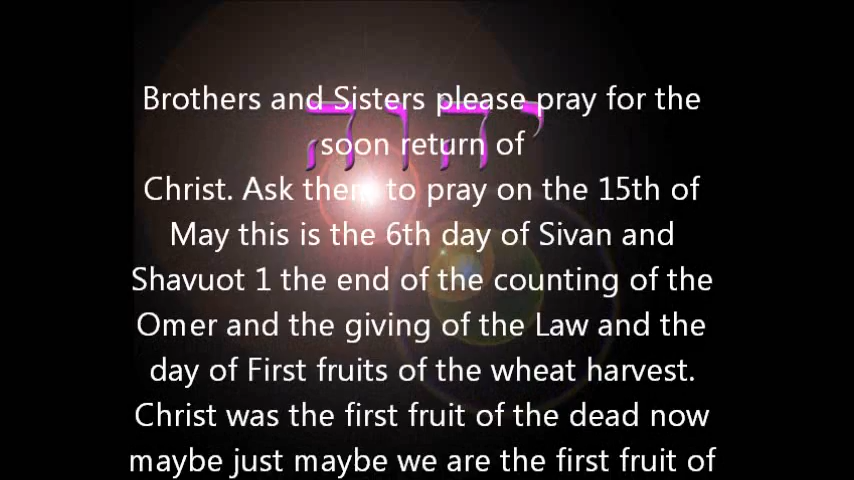 יהוה
Brothers and Sisters please pray for the
soon return of
Christ. Ask them to pray on the 15th of
May this is the 6th day of Sivan and
Shavuot 1 the end of the counting of the
Omer and the giving of the Law and the
day of First fruits of the wheat harvest.
Christ was the first fruit of the dead now
maybe just maybe we are the first fruit of